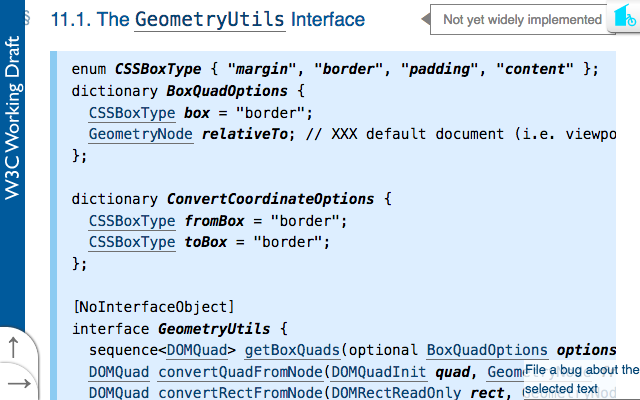 § 11.1. The GeometryUtils Interface
Not yet widely implemented
W3C Working Draft
enum CSSBoxType { "margin", "border", "padding", "content" };
dictionary BoxQuadOptions {
CSSBoxType box = "border";
GeometryNode relativeTo; // XXX default document (i.e. viewpo
};
dictionary ConvertCoordinateOptions {
CSSBoxType fromBox = "border";
CSSBoxType toBox = "border";
};
[NoInterfaceObject]
interface GeometryUtils {
sequence<DOMQuad> getBoxQuads(optional BoxQuadOptions options
DOMQuad convertQuadFromNode(DOMQuadInit quad, Geom
DOMQuad convertRectFromNode(DOMRectReadOnly rect,
File a bug about the
selected text
↑
→